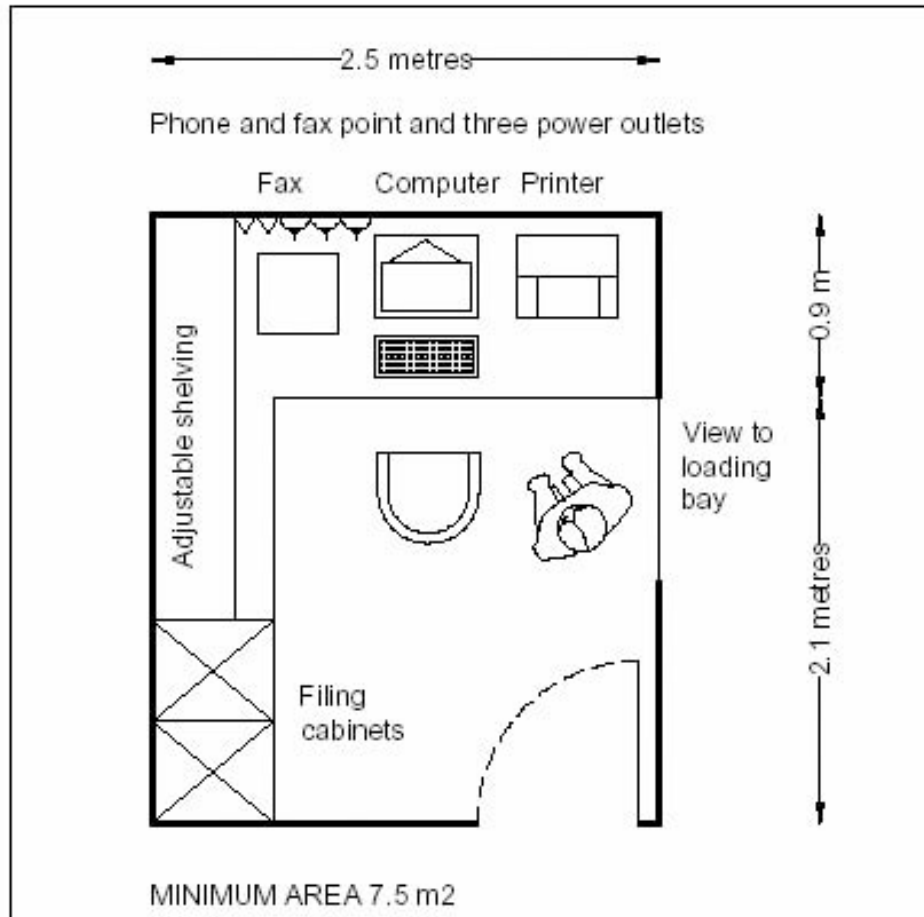 2.5 metres
Phone and fax point and three power outlets
Fax Computer Printer
0.9 m
Adjustable shelving
View to
loading
bay
2.1 metres
Filing
cabinets
MINIMUM AREA 7.5 m2